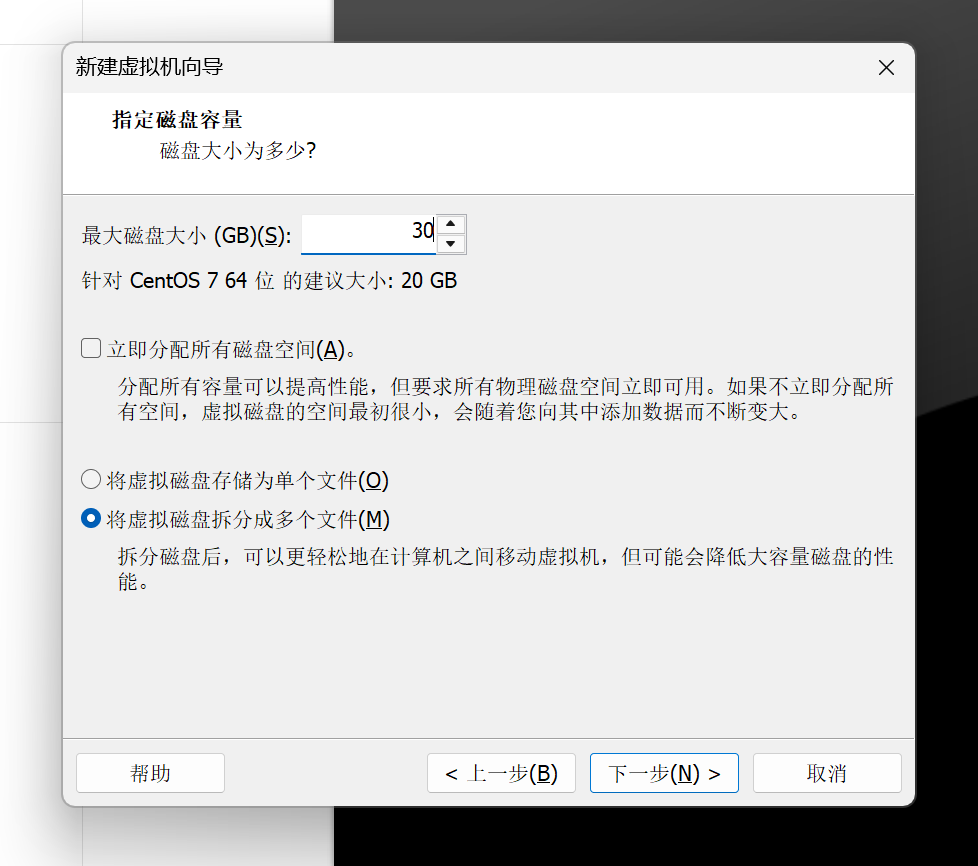 新建虚拟机向导
指定磁盘容量
磁盘大小为多少?
最大磁盘大小 (GB)(S): 30
针对 CentOS 7 64 位 的建议大小: 20 GB
立即分配所有磁盘空间(A)。
分配所有容量可以提高性能，但要求所有物理磁盘空间立即可用。如果不立即分配所
有空间，虚拟磁盘的空间最初很小，会随着您向其中添加数据而不断变大。
将虚拟磁盘存储为单个文件(O)
将虚拟磁盘拆分成多个文件(M)
拆分磁盘后，可以更轻松地在计算机之间移动虚拟机，但可能会降低大容量磁盘的性
能。
帮助 < 上一步(B) 下一步(N) > 取消